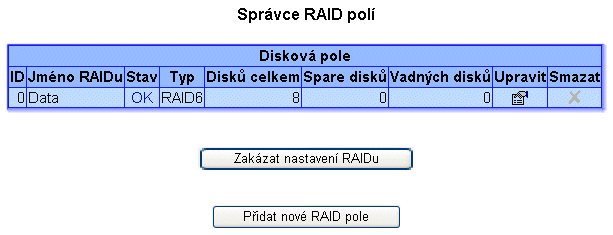 Správce RAID polí
Disková pole
ID Jméno RAIDu Stav Typ Disků celkem Spare disků Vadných disků Upravit Smazat
0 Data OK RAID6 8 0 0
Zakázat nastavení RAIDu
Přidat nové RAID pole